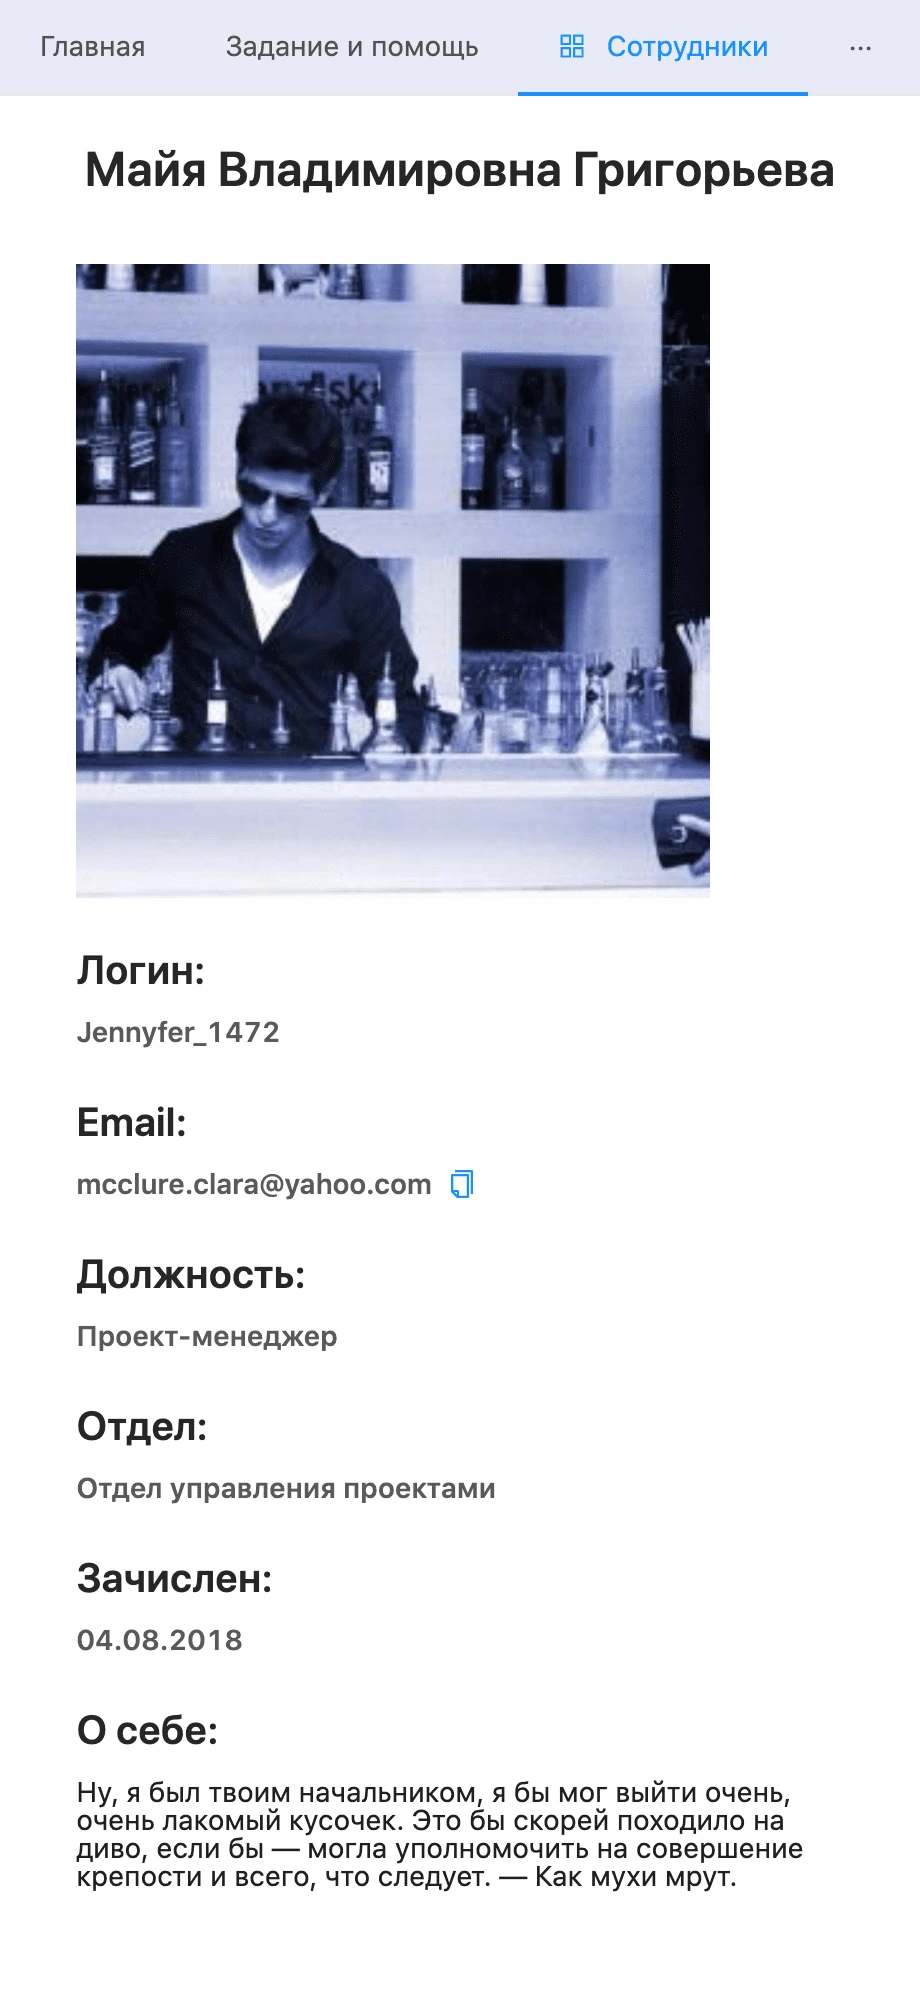 Главная
Задание и помощь
Сотрудники
...
Майя Владимировна Григорьева
Логин:
Jennyfer_1472
Email:
mcclure.clara@yahoo.com
Должность:
Проект-менеджер
Отдел:
Отдел управления проектами
Зачислен:
04.08.2018
О себе:
Ну, я был твоим начальником, я бы мог выйти очень,
очень лакомый кусочек. Это бы скорей походило на
диво, если бы — могла уполномочить на совершение
крепости и всего, что следует. — Как мухи мрут.